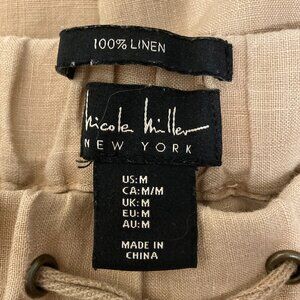 100% LINEN
Nicole Miller
NEW YORK
US:M
CA:M/M
UK:M
EU:M
AU:M
MADE IN
CHINA